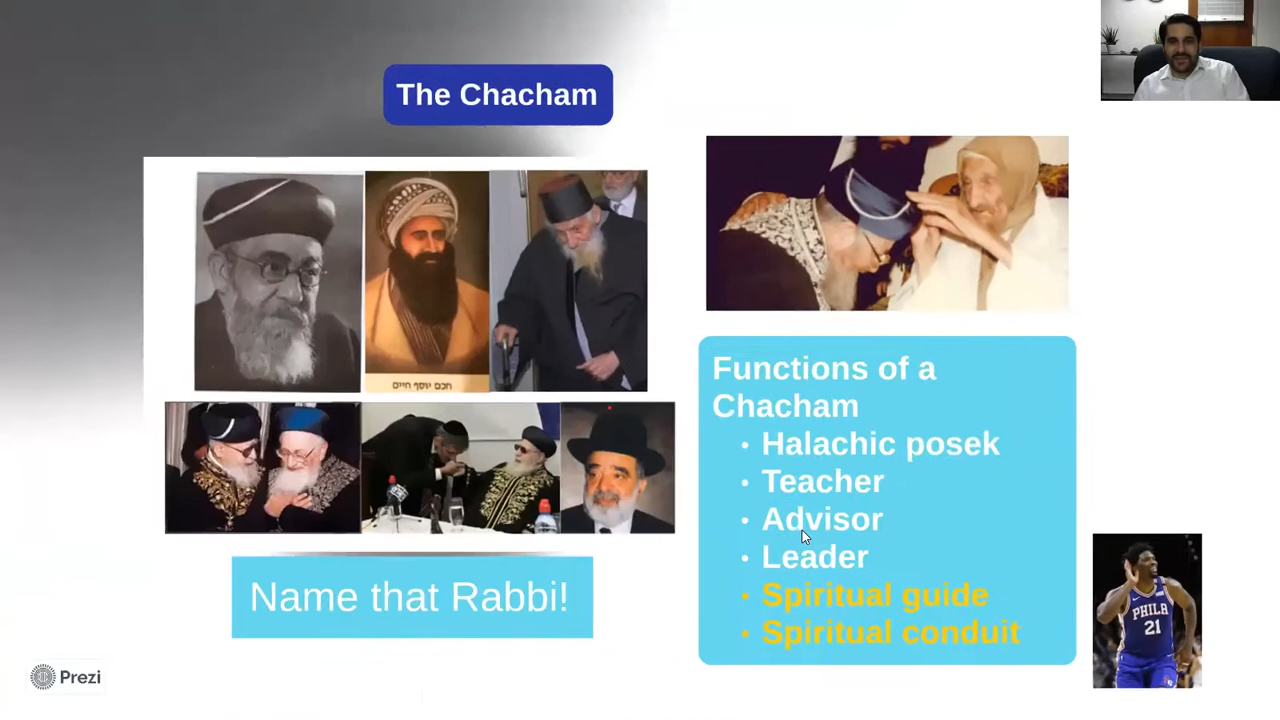 The Chacham
חכם יוסף חיים
Name that Rabbi!
Functions of a
Chacham
• Halachic posek
• Teacher
• Advisor
• Leader
• Spiritual guide
• Spiritual conduit
PHILA
21
Prezi